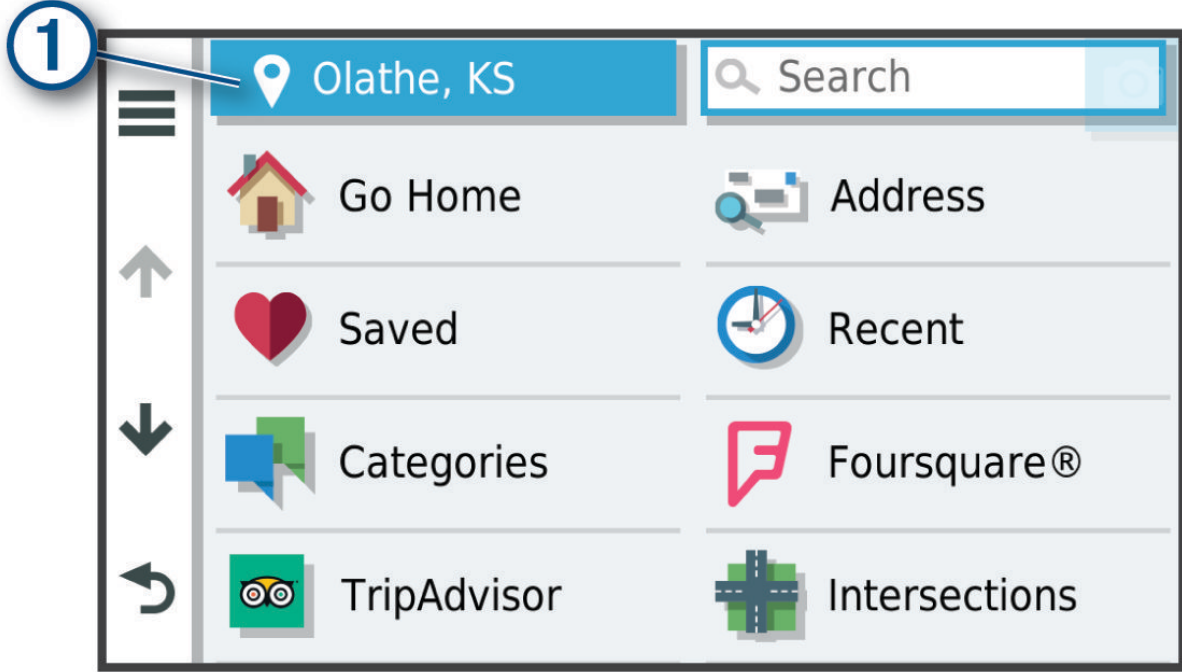 1
Olathe, KS
Search
Go Home
Address
Saved
Recent
Categories
Foursquare®
TripAdvisor
Intersections